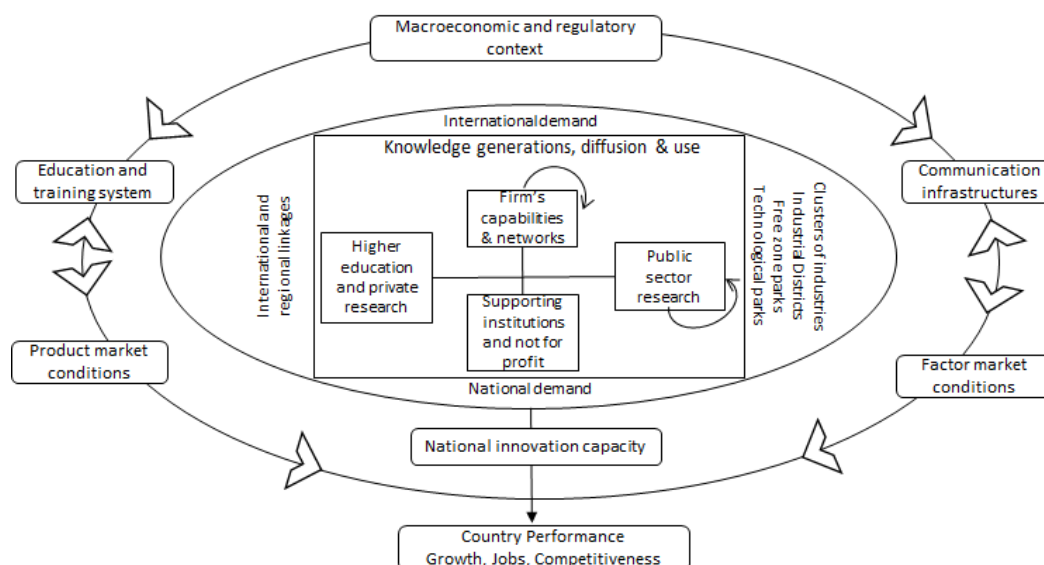 Macroeconomic and regulatory
context
International demand
Knowledge generations, diffusion & use
Education and
training system
Communication
infrastructures
International and
regional linkages
Firm's
capabilities
& networks
Clusters of industries
Industrial Districts
Free zone parks
Technological parks
Higher
education
and private
research
Public
sector
research
Supporting
institutions
and not for
profit
Product market
conditions
Factor market
conditions
National demand
National innovation capacity
Country Performance
Growth, Jobs, Competitiveness